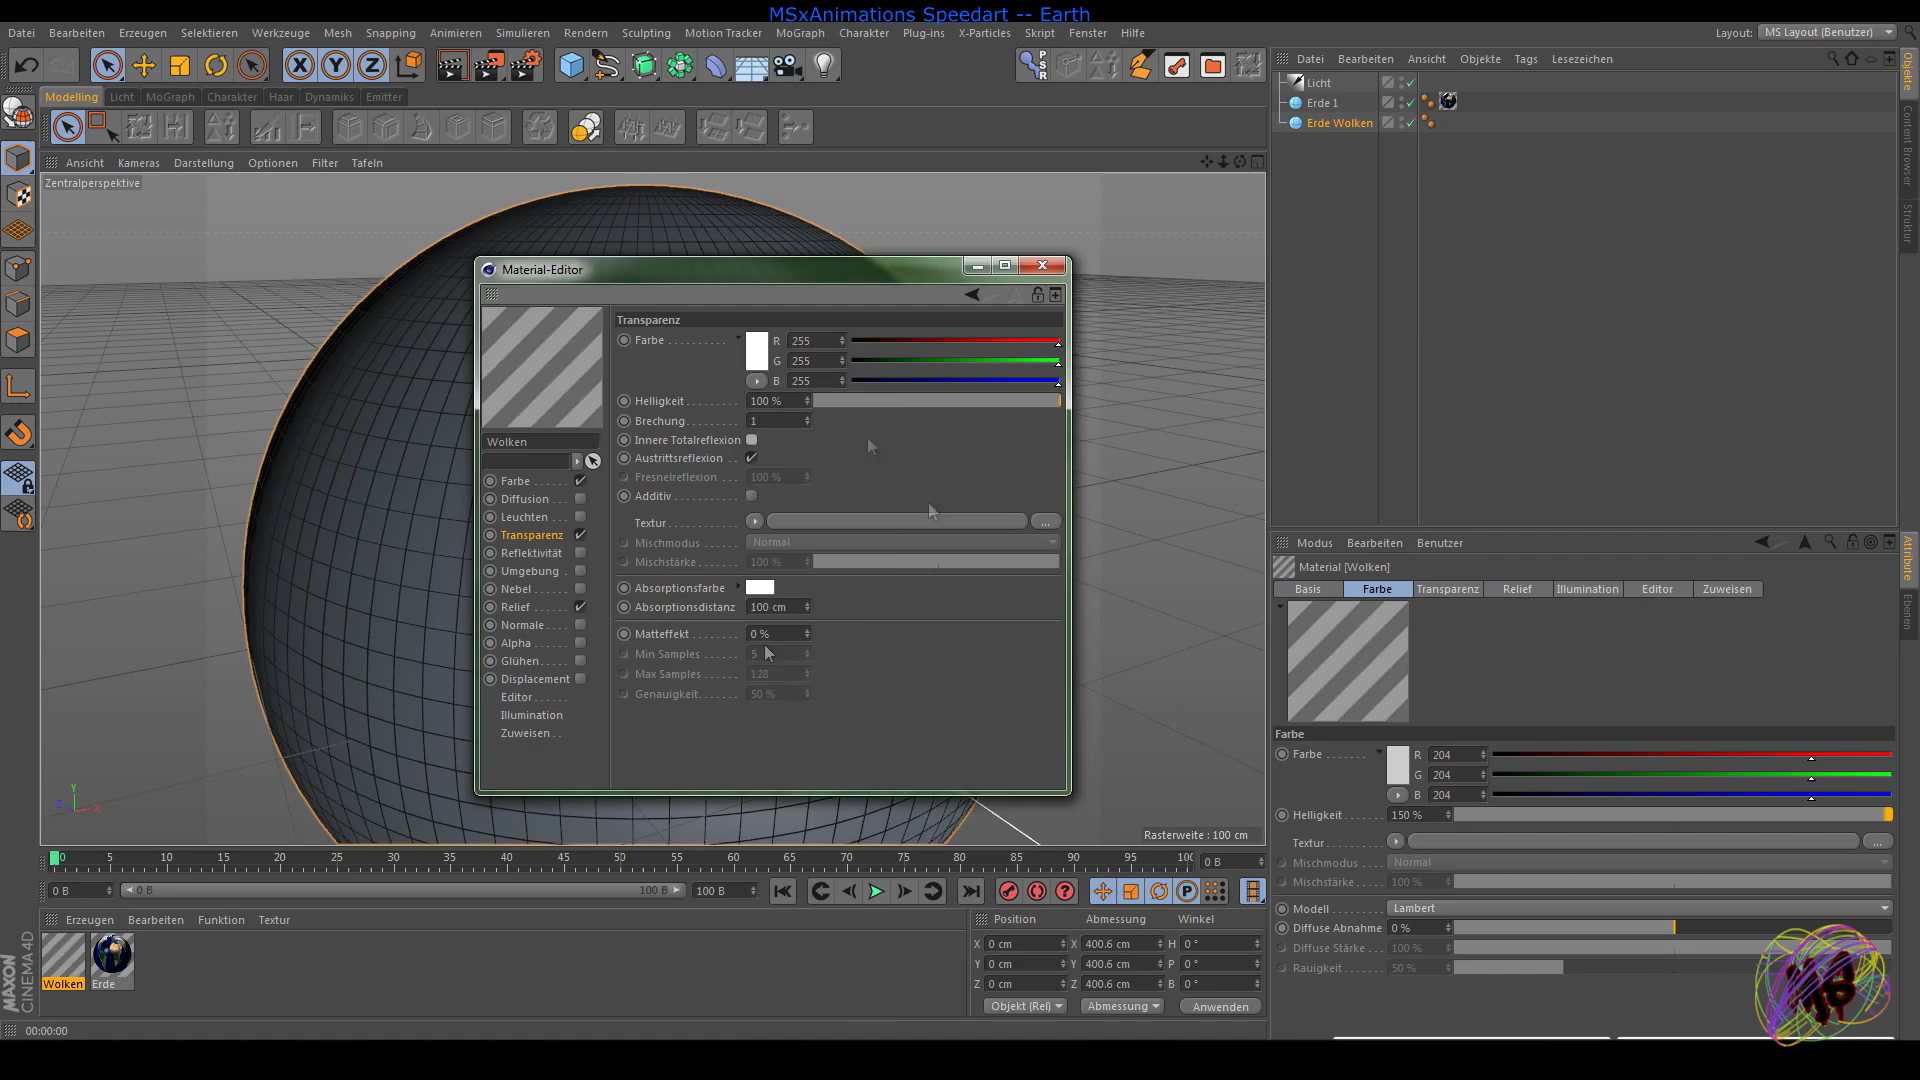 MSxAnimations Speedart -- Earth
Datei Bearbeiten Erzeugen Selektieren Werkzeuge Mesh Snapping Animieren Simulieren Rendern Sculpting Motion Tracker MoGraph Charakter Plug-ins X-Particles Skript Fenster Hilfe
Layout: MS Layout (Benutzer)
X Y Z
P S R
Datei Bearbeiten Ansicht Objekte Tags Lesezeichen
Objekte
Content Browser
Struktur
Licht
Erde 1
Erde Wolken
Modelling Licht MoGraph Charakter Haar Dynamiks Emitter
Ansicht Kameras Darstellung Optionen Filter Tafeln
Zentralperspektive
Material-Editor
Transparenz
Farbe . . . . . . . . . . R 255
G 255
B 255
Helligkeit . . . . . . . . 100 %
Brechung . . . . . . . . 1
Innere Totalreflexion
Austrittsreflexion . .
Fresnelreflexion . . . 100 %
Additiv . . . . . . . . . .
Textur . . . . . . . . . . ...
Mischmodus . . . . . . Normal
Mischstärke . . . . . . 100 %
Absorptionsfarbe
Absorptionsdistanz 100 cm
Matteffekt . . . . . . . 0 %
Min Samples . . . . . . 5
Max Samples . . . . . . 128
Genauigkeit . . . . . . 50 %
Wolken
Farbe . . . . . .
Diffusion . . .
Leuchten . . .
Transparenz
Reflektivität
Umgebung .
Nebel . . . . . .
Relief . . . . . .
Normale . . . .
Alpha . . . . . .
Glühen . . . . .
Displacement
Editor . . . . . .
Illumination
Zuweisen . .
Y
Z X
Rasterweite : 100 cm
Modus Bearbeiten Benutzer
Attribute
Ebenen
Material [Wolken]
Basis Farbe Transparenz Relief Illumination Editor Zuweisen
Farbe
Farbe . . . . . . . R 204
G 204
B 204
Helligkeit . . . . 150 %
Textur . . . . . . . ...
Mischmodus . . . Normal
Mischstärke . . . 100 %
Modell . . . . . . . Lambert
Diffuse Abnahme 0 %
Diffuse Stärke . . 100 %
Rauigkeit . . . . . 50 %
0 5 10 15 20 25 30 35 40 45 50 55 60 65 70 75 80 85 90 95 100 0 B
0 B 0 B 100 B 100 B P
Erzeugen Bearbeiten Funktion Textur
Wolken Erde
Position Abmessung Winkel
X 0 cm X 400.6 cm H 0 °
Y 0 cm Y 400.6 cm P 0 °
Z 0 cm Z 400.6 cm B 0 °
Objekt (Rel) Abmessung Anwenden
MAXON
CINEMA 4D
00:00:00